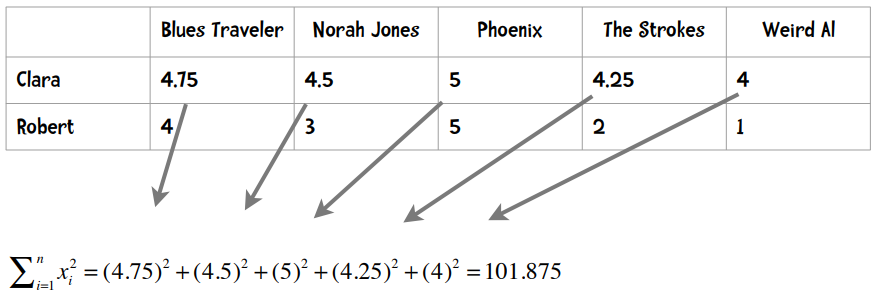 Blues Traveler Norah Jones Phoenix The Strokes Weird Al
Clara 4.75 4.5 5 4.25 4
Robert 4 3 5 2 1
∑ⁿᵢ₌₁ xᵢ² = (4.75)² + (4.5)² + (5)² + (4.25)² + (4)² = 101.875